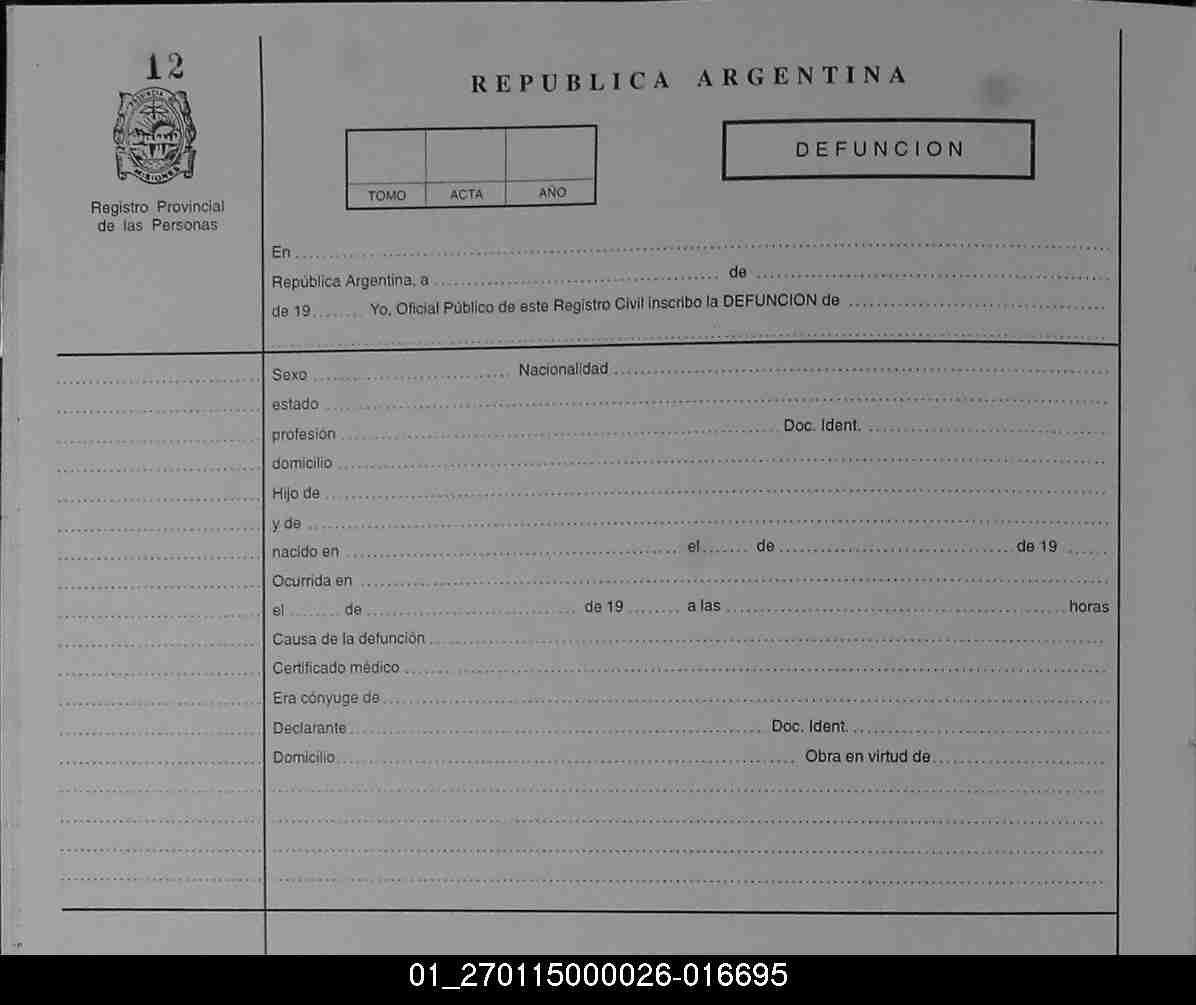 12
PROVINCIA DE
MISIONES
Registro Provincial
de las Personas
REPUBLICA ARGENTINA
TOMO ACTA AÑO
DEFUNCION
En
República Argentina, a de
de 19 Yo, Oficial Público de este Registro Civil inscribo la DEFUNCION de
Sexo Nacionalidad
estado
profesión Doc. Ident.
domicilio
Hijo de
y de
nacido en el de de 19
Ocurrida en
el de de 19 a las horas
Causa de la defunción
Certificado médico
Era cónyuge de
Declarante Doc. Ident.
Domicilio Obra en virtud de
01_270115000026-016695